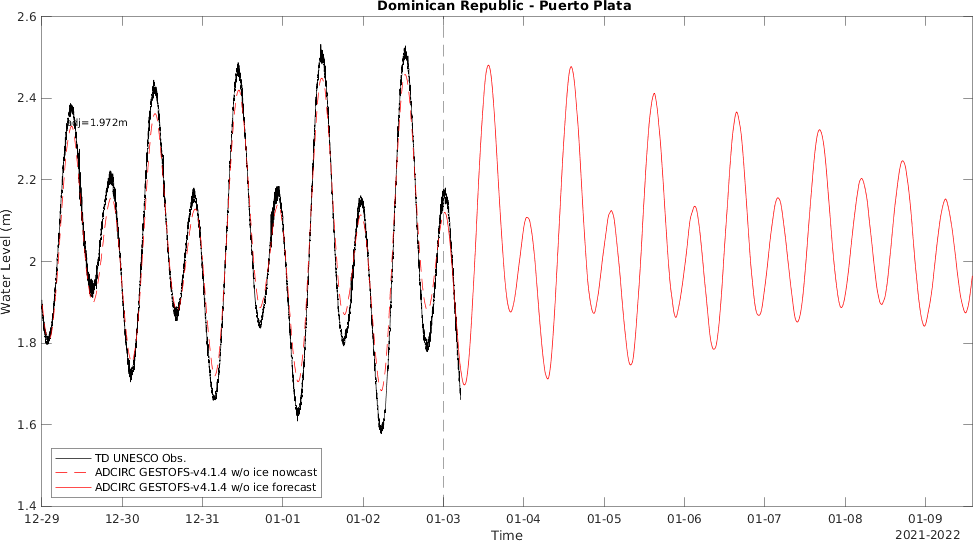 Dominican Republic - Puerto Plata
2.6
2.4
2.2
2
1.8
1.6
1.4
Water Level (m)
adj=1.972m
TD UNESCO Obs.
ADCIRC GESTOFS-v4.1.4 w/o ice nowcast
ADCIRC GESTOFS-v4.1.4 w/o ice forecast
12-29 12-30 12-31 01-01 01-02 01-03 01-04 01-05 01-06 01-07 01-08 01-09
Time
2021-2022